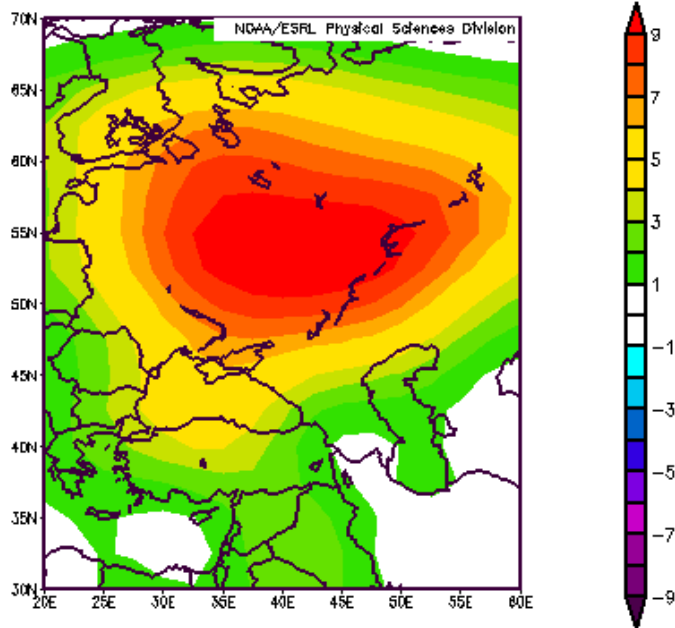 70N
NOAA/ESRL Physical Sciences Division
65N
60N
55N
50N
45N
40N
35N
30N
20E 25E 30E 35E 40E 45E 50E 55E 60E
9
7
5
3
1
-1
-3
-5
-7
-9